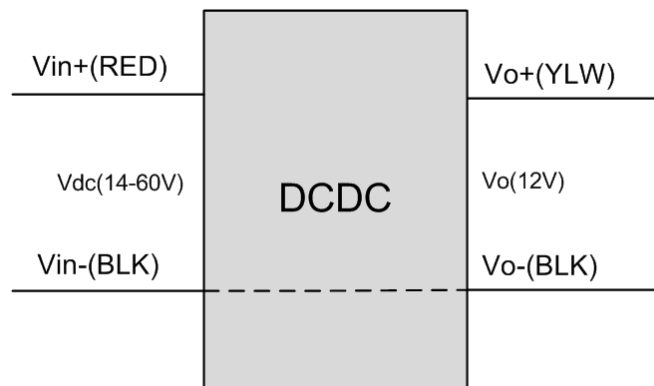 Vin+(RED)
Vo+(YLW)
Vdc(14-60V)
DCDC
Vo(12V)
Vin-(BLK)
Vo-(BLK)